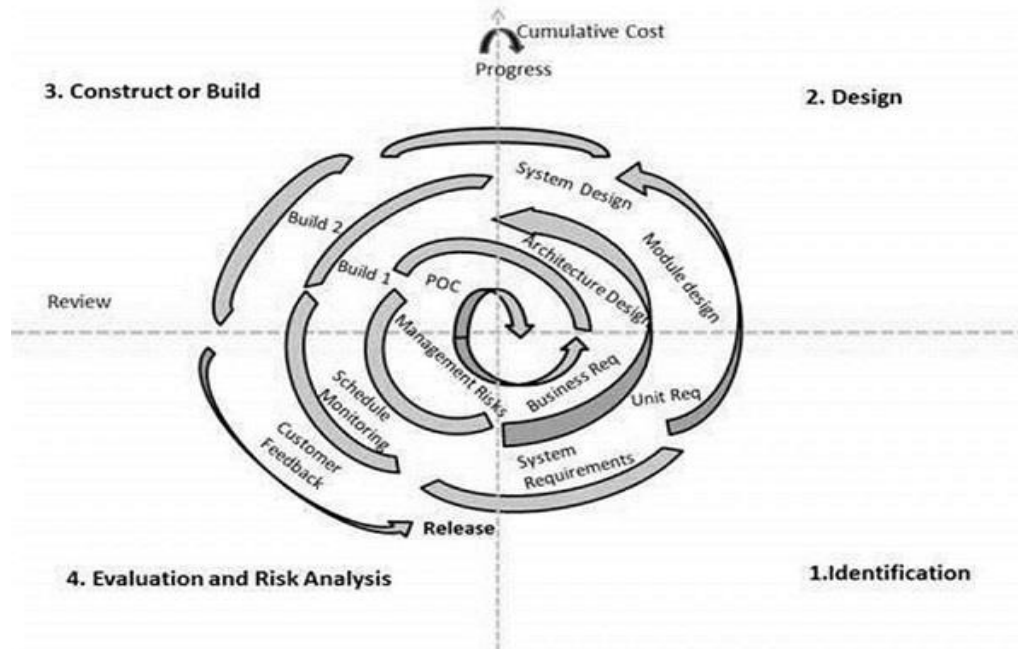 Cumulative Cost
Progress
3. Construct or Build
2. Design
System Design
Build 2
Module design
Architecture Design
Build 1
POC
Review
Management Risks
Business Req
Unit Req
Schedule
Monitoring
System
Requirements
Customer
Feedback
Release
4. Evaluation and Risk Analysis
1.Identification